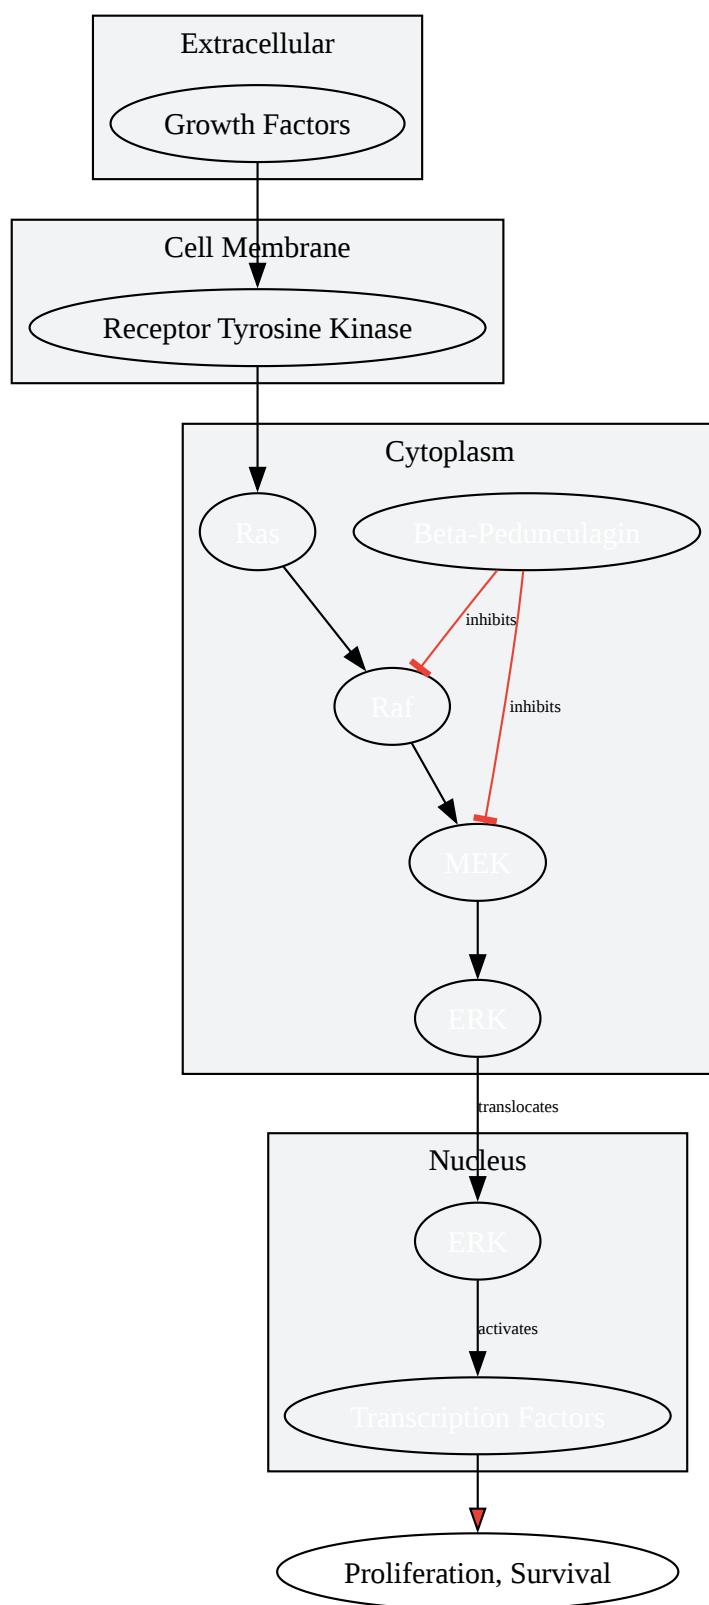 Extracellular
Growth Factors
Cell Membrane
Receptor Tyrosine Kinase
Cytoplasm
Ras
Beta-Pedunculagin
inhibits
Raf
inhibits
MEK
ERK
translocates
Nucleus
ERK
activates
Transcription Factors
Proliferation, Survival